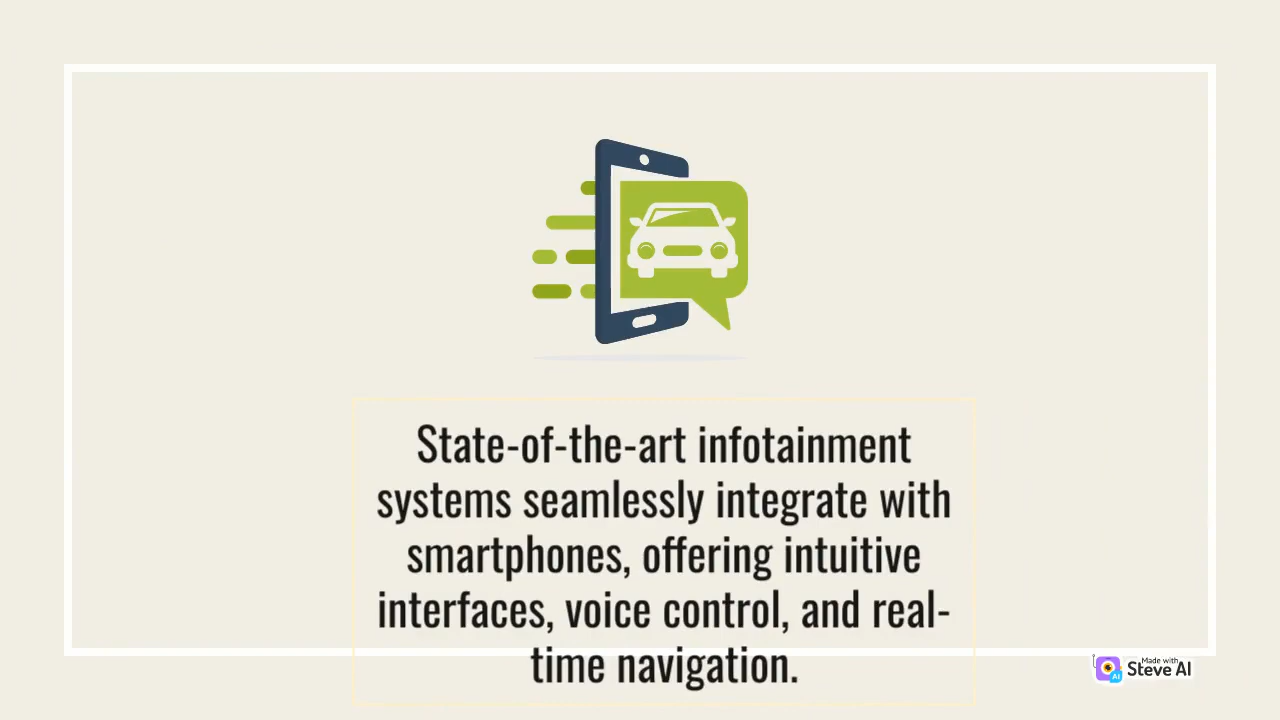 State-of-the-art infotainment
systems seamlessly integrate with
smartphones, offering intuitive
interfaces, voice control, and real-
time navigation.
Made with
Steve AI
AI